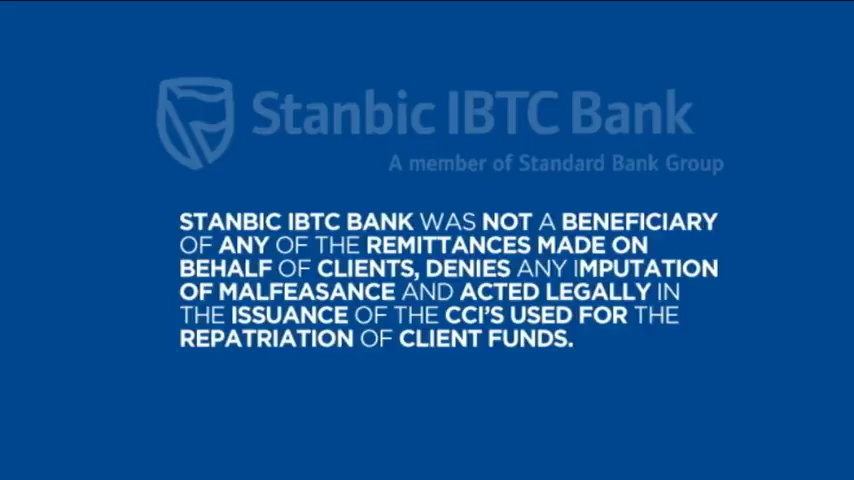 Stanbic IBTC Bank
A member of Standard Bank Group
STANBIC IBTC BANK WAS NOT A BENEFICIARY
OF ANY OF THE REMITTANCES MADE ON
BEHALF OF CLIENTS, DENIES ANY IMPUTATION
OF MALFEASANCE AND ACTED LEGALLY IN
THE ISSUANCE OF THE CCI'S USED FOR THE
REPATRIATION OF CLIENT FUNDS.